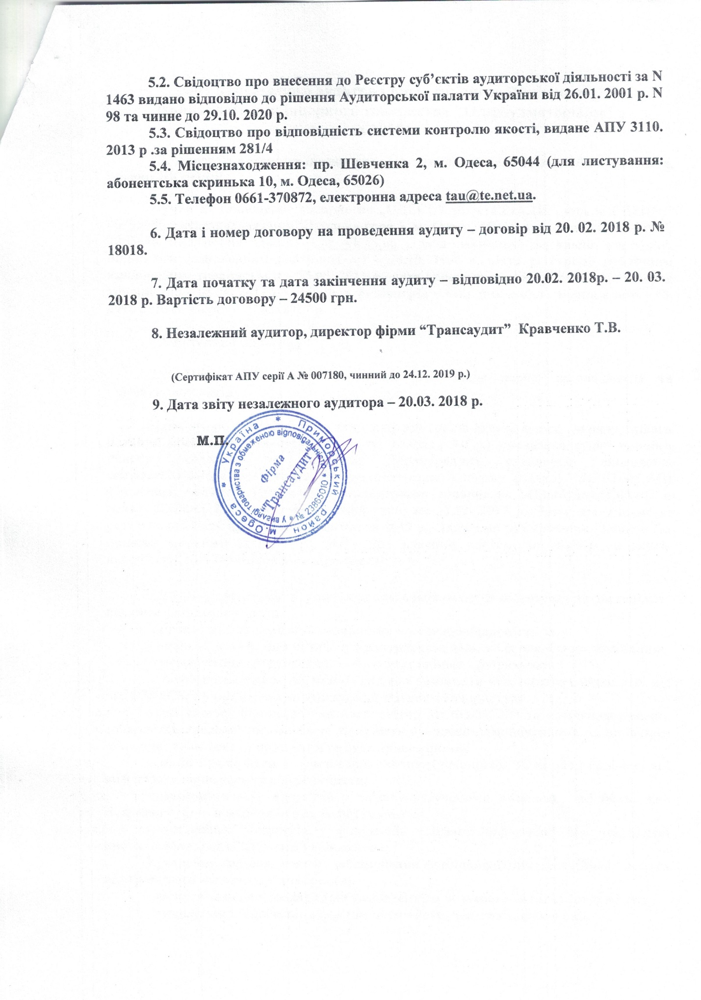 5.2. Свідоцтво про внесення до Реєстру суб’єктів аудиторської діяльності за N
1463 видано відповідно до рішення Аудиторської палати України від 26.01. 2001 р. N
98 та чинне до 29.10. 2020 р.
5.3. Свідоцтво про відповідність системи контролю якості, видане АПУ 3110.
2013 р .за рішенням 281/4
5.4. Місцезнаходження: пр. Шевченка 2, м. Одеса, 65044 (для листування:
абонентська скринька 10, м. Одеса, 65026)
5.5. Телефон 0661-370872, електронна адреса tau@te.net.ua.
6. Дата і номер договору на проведення аудиту – договір від 20. 02. 2018 р. №
18018.
7. Дата початку та дата закінчення аудиту – відповідно 20.02. 2018р. – 20. 03.
2018 р. Вартість договору – 24500 грн.
8. Незалежний аудитор, директор фірми “Трансаудит” Кравченко Т.В.
(Сертифікат АПУ серії А № 007180, чинний до 24.12. 2019 р.)
9. Дата звіту незалежного аудитора – 20.03. 2018 р.
М.П.
* Україна * Приморський район м.Одеса
* у вигляді товариства з обмеженою відповідальністю * № 23865010
Фірма
“Трансаудит“